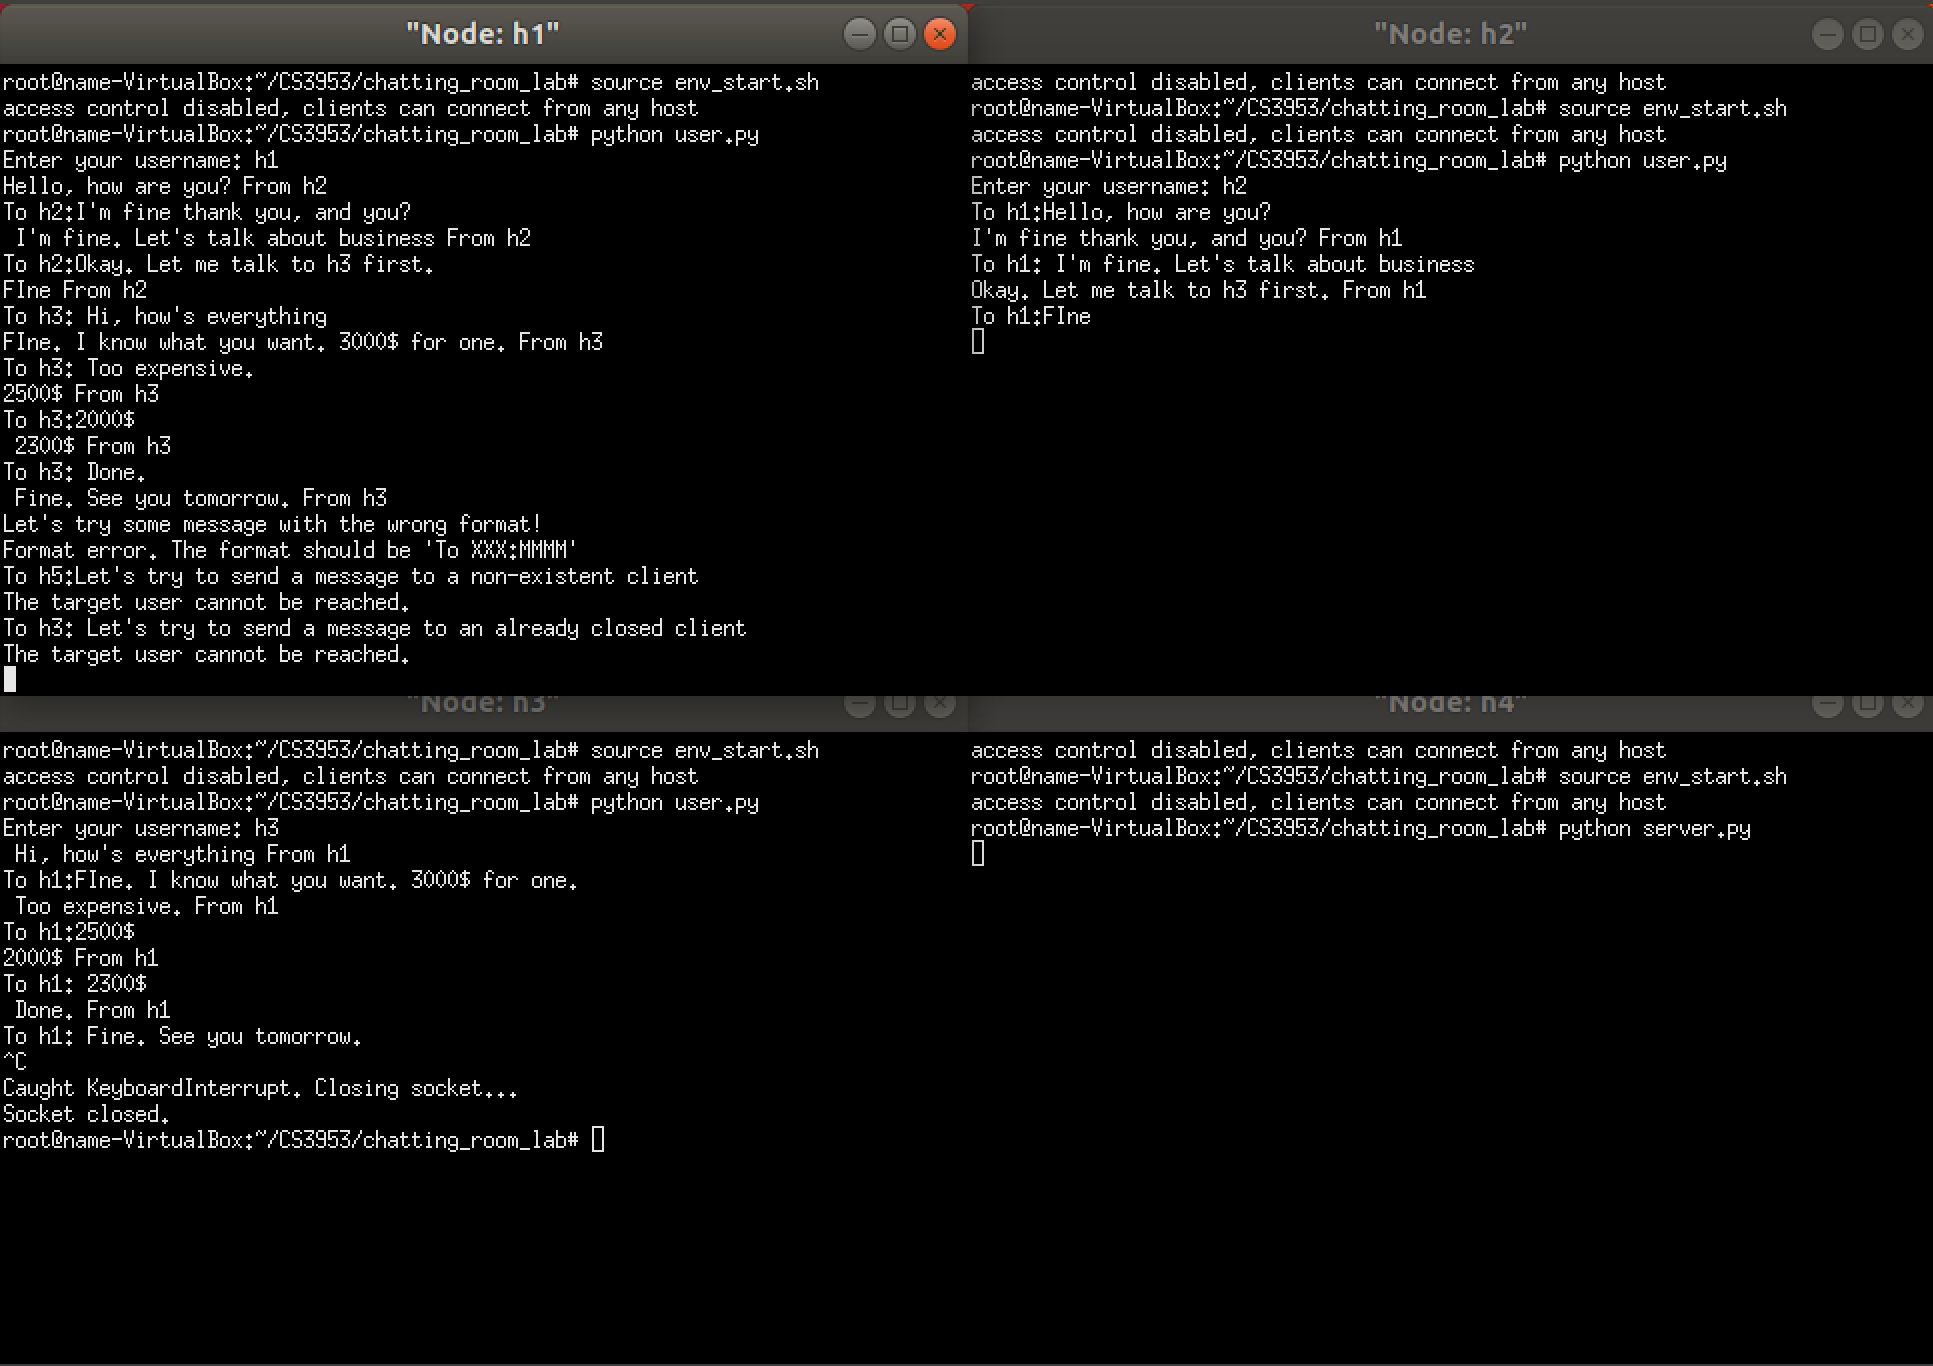 "Node: h1"
root@name-VirtualBox:~/CS3953/chatting_room_lab# source env_start.sh
access control disabled, clients can connect from any host
root@name-VirtualBox:~/CS3953/chatting_room_lab# python user.py
Enter your username: h1
Hello, how are you? From h2
To h2:I'm fine thank you, and you?
 I'm fine. Let's talk about business From h2
To h2:Okay. Let me talk to h3 first.
FIne From h2
To h3: Hi, how's everything
FIne. I know what you want. 3000$ for one. From h3
To h3: Too expensive.
2500$ From h3
To h3:2000$
 2300$ From h3
To h3: Done.
 Fine. See you tomorrow. From h3
Let's try some message with the wrong format!
Format error. The format should be 'To XXX:MMMM'
To h5:Let's try to send a message to a non-existent client
The target user cannot be reached.
To h3: Let's try to send a message to an already closed client
The target user cannot be reached.
"Node: h2"
access control disabled, clients can connect from any host
root@name-VirtualBox:~/CS3953/chatting_room_lab# source env_start.sh
access control disabled, clients can connect from any host
root@name-VirtualBox:~/CS3953/chatting_room_lab# python user.py
Enter your username: h2
To h1:Hello, how are you?
I'm fine thank you, and you? From h1
To h1: I'm fine. Let's talk about business
Okay. Let me talk to h3 first. From h1
To h1:FIne
"Node: h3"
root@name-VirtualBox:~/CS3953/chatting_room_lab# source env_start.sh
access control disabled, clients can connect from any host
root@name-VirtualBox:~/CS3953/chatting_room_lab# python user.py
Enter your username: h3
 Hi, how's everything From h1
To h1:FIne. I know what you want. 3000$ for one.
 Too expensive. From h1
To h1:2500$
2000$ From h1
To h1: 2300$
 Done. From h1
To h1: Fine. See you tomorrow.
^C
Caught KeyboardInterrupt. Closing socket...
Socket closed.
root@name-VirtualBox:~/CS3953/chatting_room_lab#
"Node: h4"
access control disabled, clients can connect from any host
root@name-VirtualBox:~/CS3953/chatting_room_lab# source env_start.sh
access control disabled, clients can connect from any host
root@name-VirtualBox:~/CS3953/chatting_room_lab# python server.py